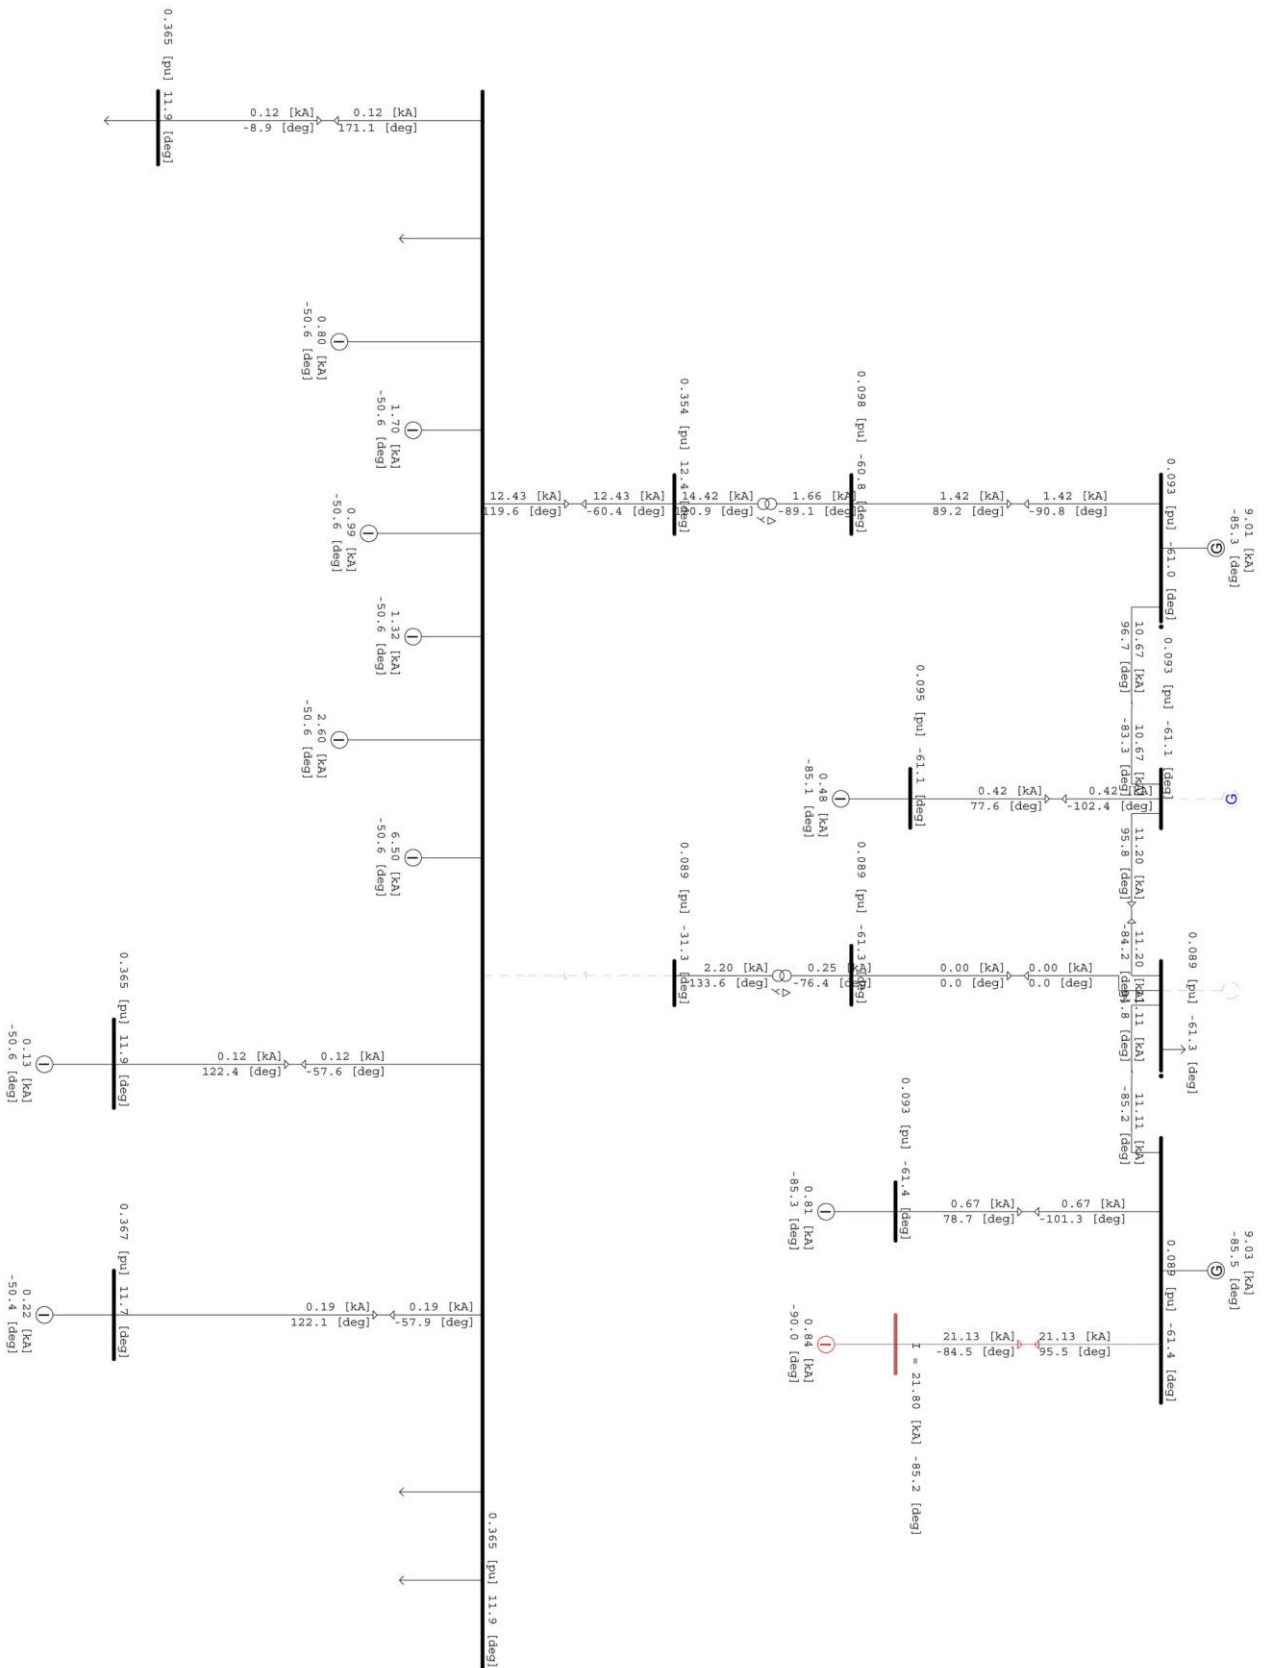 0.365 [pu] 11.9 [deg]
0.12 [kA]
-8.9 [deg]
0.12 [kA]
171.1 [deg]
0.80 [kA]
-50.6 [deg]
1.70 [kA]
-50.6 [deg]
0.99 [kA]
-50.6 [deg]
1.32 [kA]
-50.6 [deg]
2.60 [kA]
-50.6 [deg]
6.50 [kA]
-50.6 [deg]
12.43 [kA]
119.6 [deg]
12.43 [kA]
-60.4 [deg]
0.354 [pu] 12.4 [deg]
14.42 [kA]
1.66 [kA]
-89.1 [deg]
0.098 [pu] -60.8 [deg]
1.42 [kA]
89.2 [deg]
1.42 [kA]
-90.8 [deg]
0.093 [pu] -61.0 [deg]
G
9.01 [kA]
-85.3 [deg]
10.67 [kA]
96.7 [deg]
10.67 [kA]
-83.3 [deg]
0.093 [pu] -61.1 [deg]
G
0.095 [pu] -61.1 [deg]
0.48 [kA]
-85.1 [deg]
0.42 [kA]
77.6 [deg]
0.42 [kA]
-102.4 [deg]
11.20 [kA]
95.8 [deg]
11.20 [kA]
-84.2 [deg]
0.089 [pu] -31.3 [deg]
2.20 [kA]
133.6 [deg]
0.25 [kA]
-76.4 [deg]
0.089 [pu] -61.3 [deg]
0.00 [kA]
0.0 [deg]
0.00 [kA]
0.0 [deg]
0.089 [pu] -61.3 [deg]
11.11 [kA]
11.11 [kA]
-85.2 [deg]
0.093 [pu] -61.4 [deg]
0.81 [kA]
-85.3 [deg]
0.67 [kA]
78.7 [deg]
0.67 [kA]
-101.3 [deg]
0.089 [pu] -61.4 [deg]
G
9.03 [kA]
-85.5 [deg]
0.84 [kA]
-90.0 [deg]
21.13 [kA]
-84.5 [deg]
21.13 [kA]
95.5 [deg]
I = 21.80 [kA] -85.2 [deg]
0.365 [pu] 11.9 [deg]
0.13 [kA]
-50.6 [deg]
0.12 [kA]
122.4 [deg]
0.12 [kA]
-57.6 [deg]
0.367 [pu] 11.7 [deg]
0.22 [kA]
-50.4 [deg]
0.19 [kA]
122.1 [deg]
0.19 [kA]
-57.9 [deg]
0.365 [pu] 11.9 [deg]